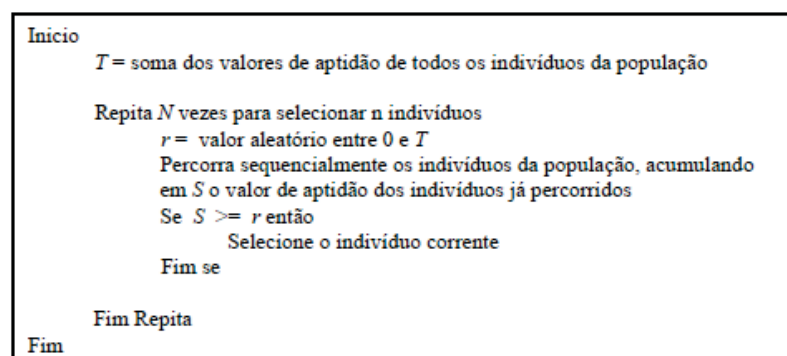 Inicio
T = soma dos valores de aptidão de todos os indivíduos da população
Repita N vezes para selecionar n indivíduos
r = valor aleatório entre 0 e T
Percorra sequencialmente os indivíduos da população, acumulando
em S o valor de aptidão dos indivíduos já percorridos
Se S >= r então
Selecione o indivíduo corrente
Fim se
Fim Repita
Fim